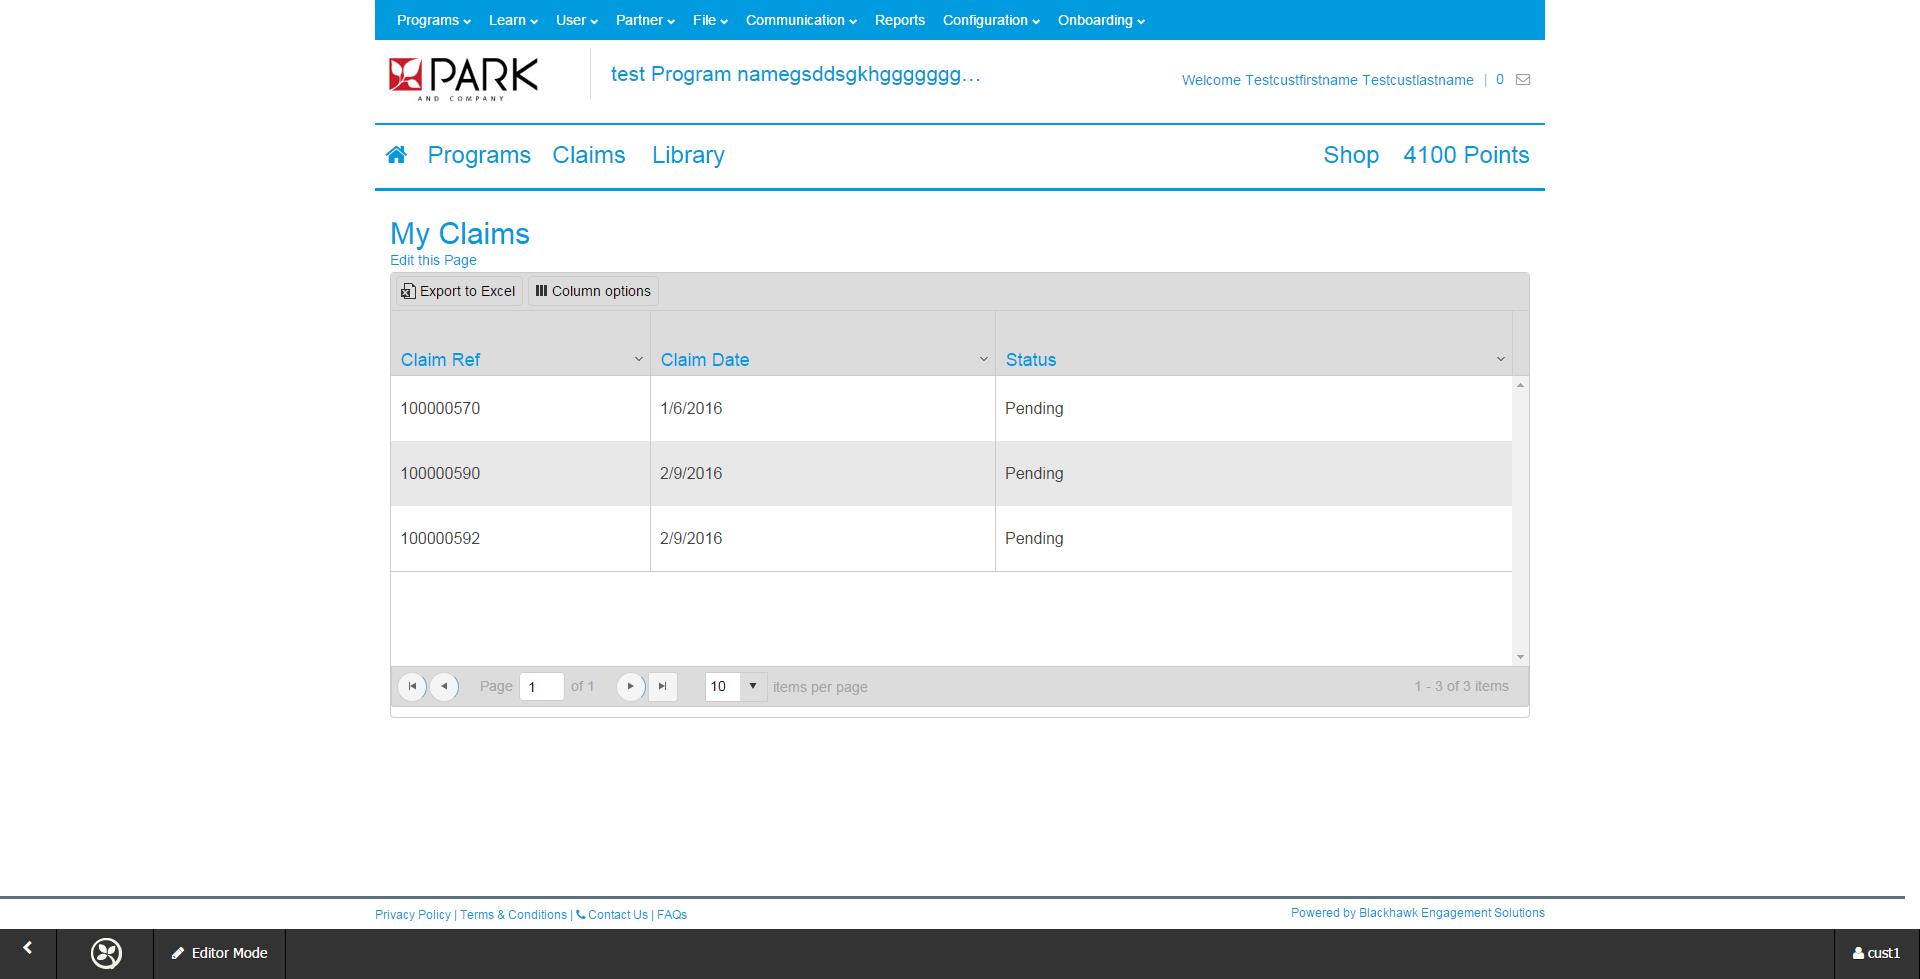 Programs Learn User Partner File Communication Reports Configuration Onboarding
PARK
AND COMPANY
test Program namegsddsgkhggggggg...
Welcome Testcustfirstname Testcustlastname | 0
Programs Claims Library Shop 4100 Points
My Claims
Edit this Page
Export to Excel Column options
Claim Ref Claim Date Status
100000570 1/6/2016 Pending
100000590 2/9/2016 Pending
100000592 2/9/2016 Pending
Page 1 of 1 10 items per page 1 - 3 of 3 items
Privacy Policy | Terms & Conditions | Contact Us | FAQs Powered by Blackhawk Engagement Solutions
Editor Mode cust1